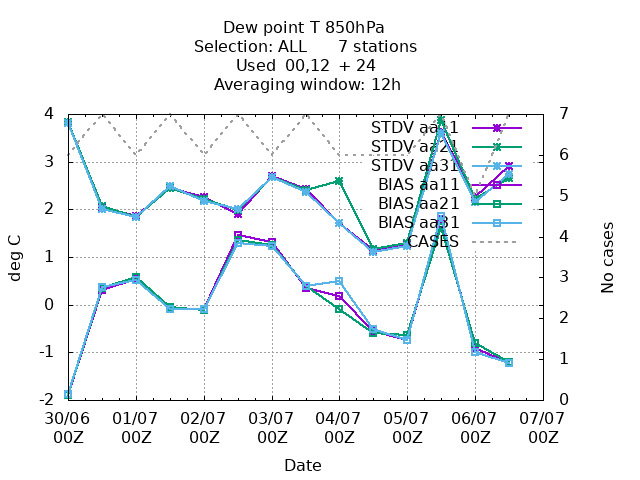 Dew point T 850hPa
Selection: ALL 7 stations
Used 00,12 + 24
Averaging window: 12h
4 7
STDV aa11
STDV aa21
3 6
STDV aa31
BIAS aa11
5
2
BIAS aa21
BIAS aa31
4
CASES
deg C
1
No cases
3
0
2
-1 1
-2 0
30/06 01/07 02/07 03/07 04/07 05/07 06/07 07/07
00Z 00Z 00Z 00Z 00Z 00Z 00Z 00Z
Date